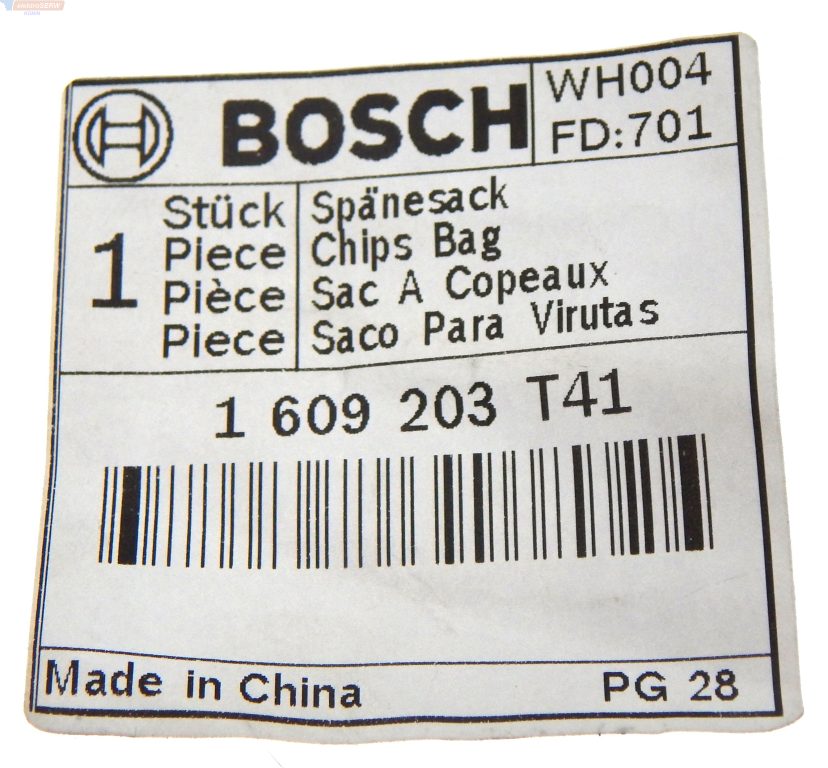 elektroSERW
BOSCH
WH004
FD:701
1
Stück
Piece
Pièce
Piece
Spänesack
Chips Bag
Sac A Copeaux
Saco Para Virutas
1 609 203 T41
Made in China
PG 28